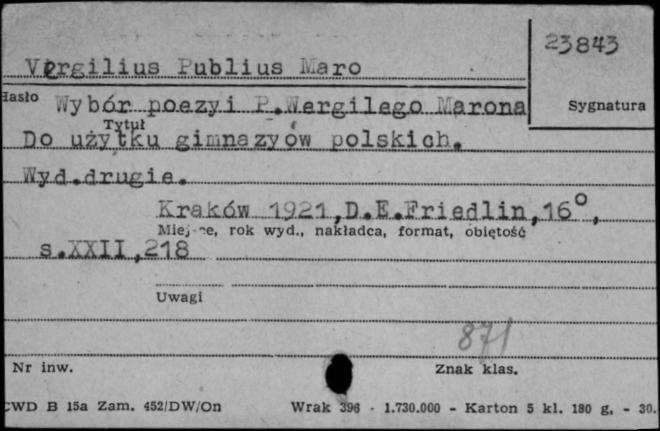 23843
Vergilius Publius Maro
Hasło Wybór poezyi P.Wergilego Marona
Sygnatura
Tytuł
Do użytku gimnazyów polskich.
Wyd.drugie.
Kraków 1921,D.E.Friedlin,16°,
Miejsce, rok wyd., nakładca, format, obiętość
s.XXII,218
Uwagi
871
Nr inw.
Znak klas.
CWD B 15a Zam. 452/DW/On Wrak 396 - 1.730.000 - Karton 5 kl. 180 g. - 30.